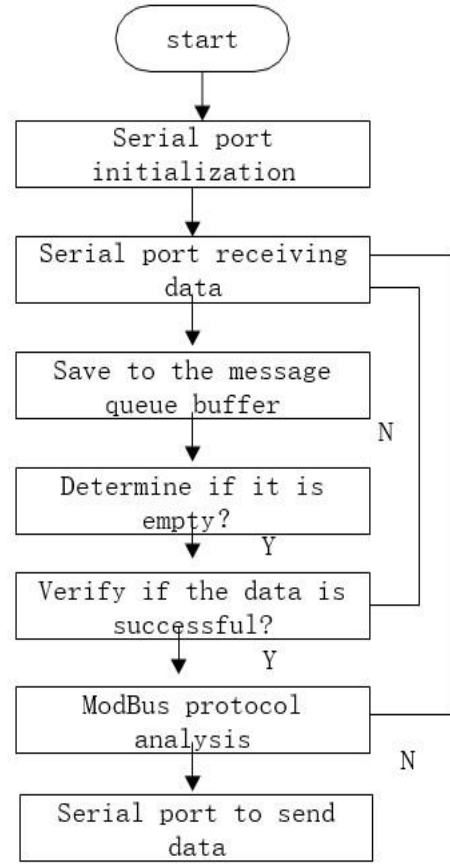 start
Serial port
initialization
Serial port receiving
data
Save to the message
queue buffer
N
Determine if it is
empty?
Y
Verify if the data is
successful?
Y
ModBus protocol
analysis
N
Serial port to send
data